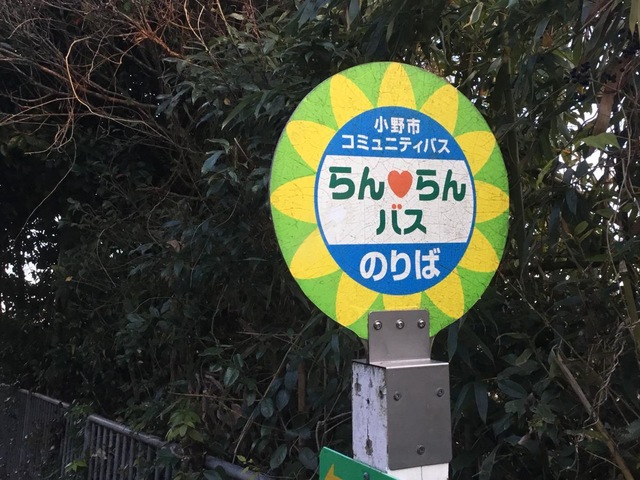 小野市
コミュニティバス
らん♥らん
バス
のりば